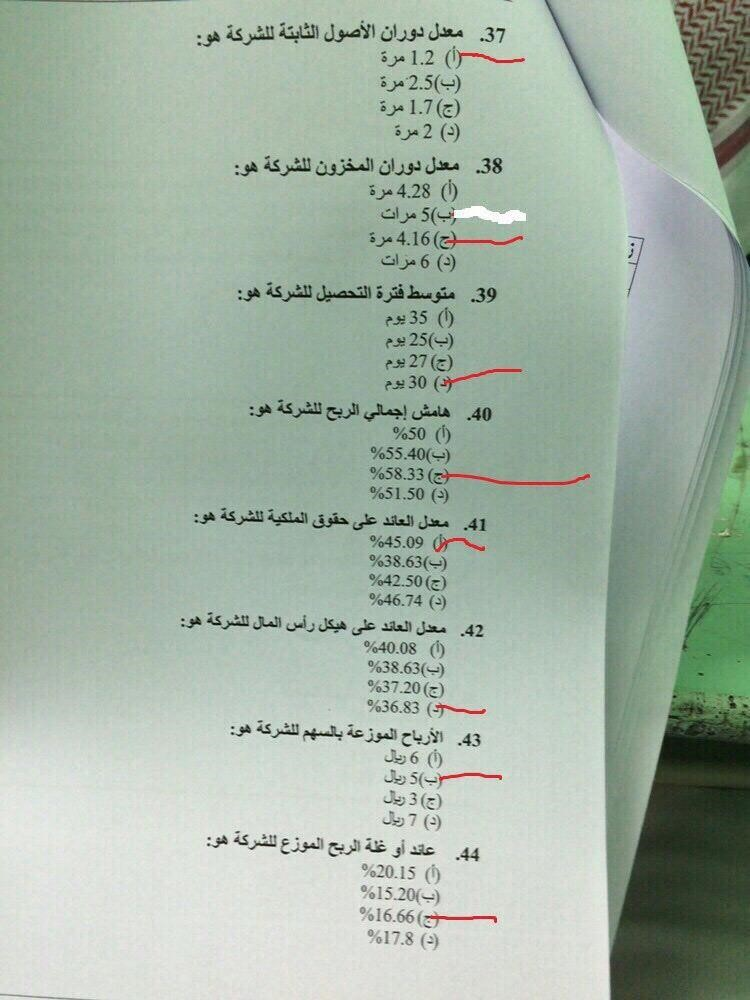 37. معدل دوران الأصول الثابتة للشركة هو:
(أ) 1.2 مرة
(ب) 2.5 مرة
(ج) 1.7 مرة
(د) 2 مرة
38. معدل دوران المخزون للشركة هو:
(أ) 4.28 مرة
(ب) 5 مرات
(ج) 4.16 مرة
(د) 6 مرات
39. متوسط فترة التحصيل للشركة هو:
(أ) 35 يوم
(ب) 25 يوم
(ج) 27 يوم
(د) 30 يوم
40. هامش إجمالي الربح للشركة هو:
(أ) 50%
(ب) 55.40%
(ج) 58.33%
(د) 51.50%
41. معدل العائد على حقوق الملكية للشركة هو:
(أ) 45.09%
(ب) 38.63%
(ج) 42.50%
(د) 46.74%
42. معدل العائد على هيكل رأس المال للشركة هو:
(أ) 40.08%
(ب) 38.63%
(ج) 37.20%
(د) 36.83%
43. الأرباح الموزعة بالسهم للشركة هو:
(أ) 6 ريال
(ب) 5 ريال
(ج) 3 ريال
(د) 7 ريال
44. عائد أو غلة الربح الموزع للشركة هو:
(أ) 20.15%
(ب) 15.20%
(ج) 16.66%
(د) 17.8%